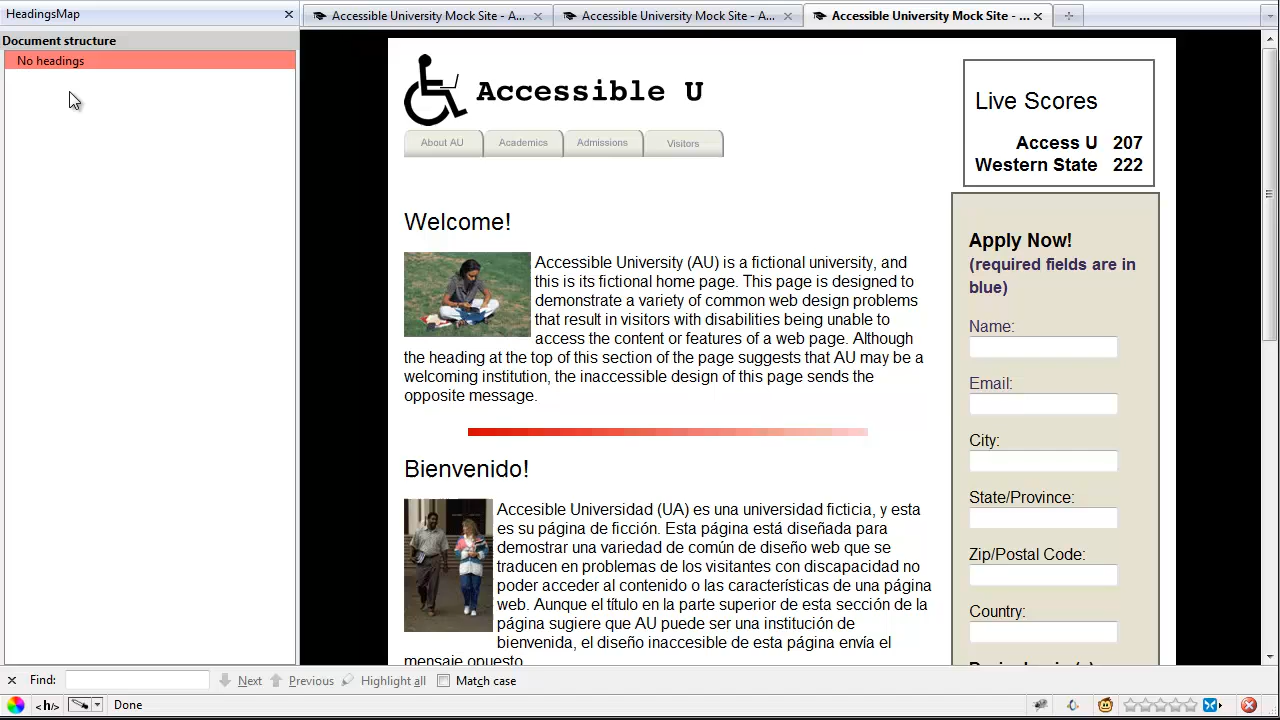 HeadingsMap
Document structure
No headings
Accessible University Mock Site - A...
Accessible University Mock Site - A...
Accessible University Mock Site - ...
Accessible U
About AU
Academics
Admissions
Visitors
Live Scores
Access U 207
Western State 222
Welcome!
Accessible University (AU) is a fictional university, and
this is its fictional home page. This page is designed to
demonstrate a variety of common web design problems
that result in visitors with disabilities being unable to
access the content or features of a web page. Although
the heading at the top of this section of the page suggests that AU may be a
welcoming institution, the inaccessible design of this page sends the
opposite message.
Bienvenido!
Accesible Universidad (UA) es una universidad ficticia, y esta
es su página de ficción. Esta página está diseñada para
demostrar una variedad de común de diseño web que se
traducen en problemas de los visitantes con discapacidad no
poder acceder al contenido o las características de una página
web. Aunque el título en la parte superior de esta sección de la
página sugiere que AU puede ser una institución de
bienvenida, el diseño inaccesible de esta página envía el
mensaje opuesto
Apply Now!
(required fields are in
blue)
Name:
Email:
City:
State/Province:
Zip/Postal Code:
Country:
Find:
Next
Previous
Highlight all
Match case
<h/>
Done